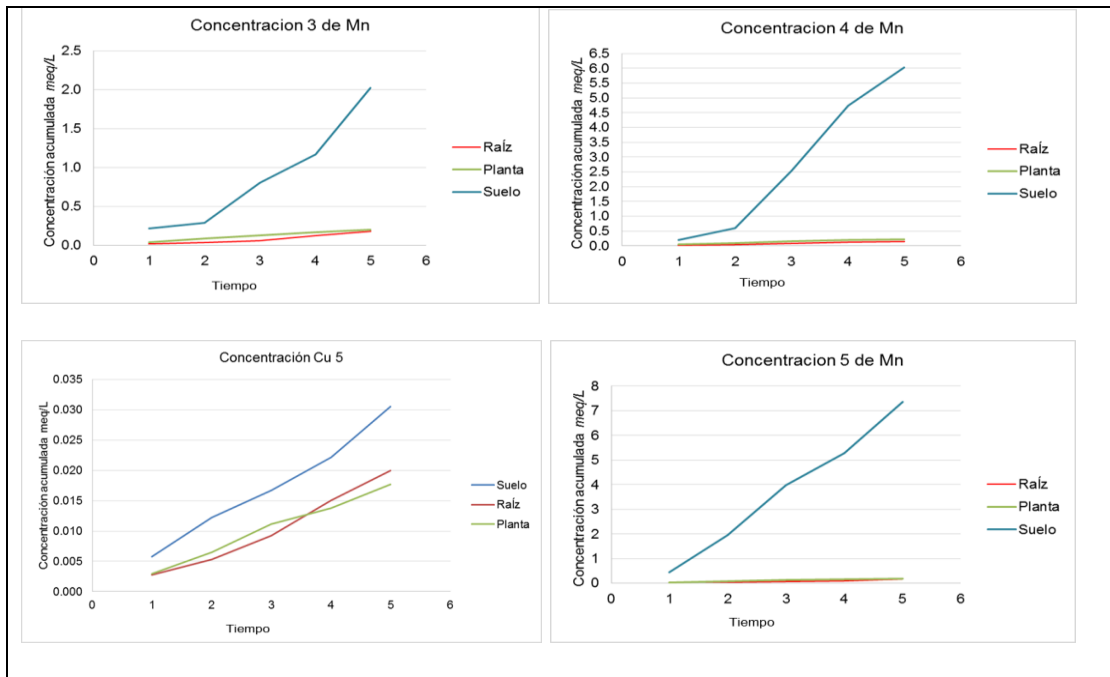 Concentracion 3 de Mn
Concentración acumulada meq/L
2.5
2.0
1.5
1.0
0.5
0.0
0 1 2 3 4 5 6
Tiempo
RaÍz
Planta
Suelo
Concentracion 4 de Mn
Concentración acumulada meq/L
6.5
6.0
5.5
5.0
4.5
4.0
3.5
3.0
2.5
2.0
1.5
1.0
0.5
0.0
0 1 2 3 4 5 6
Tiempo
RaÍz
Planta
Suelo
Concentración Cu 5
Concentración acumulada meq/L
0.035
0.030
0.025
0.020
0.015
0.010
0.005
0.000
0 1 2 3 4 5 6
Tiempo
Suelo
RaÍz
Planta
Concentracion 5 de Mn
Concentración acumulada meq/L
8
7
6
5
4
3
2
1
0
0 1 2 3 4 5 6
Tiempo
RaÍz
Planta
Suelo